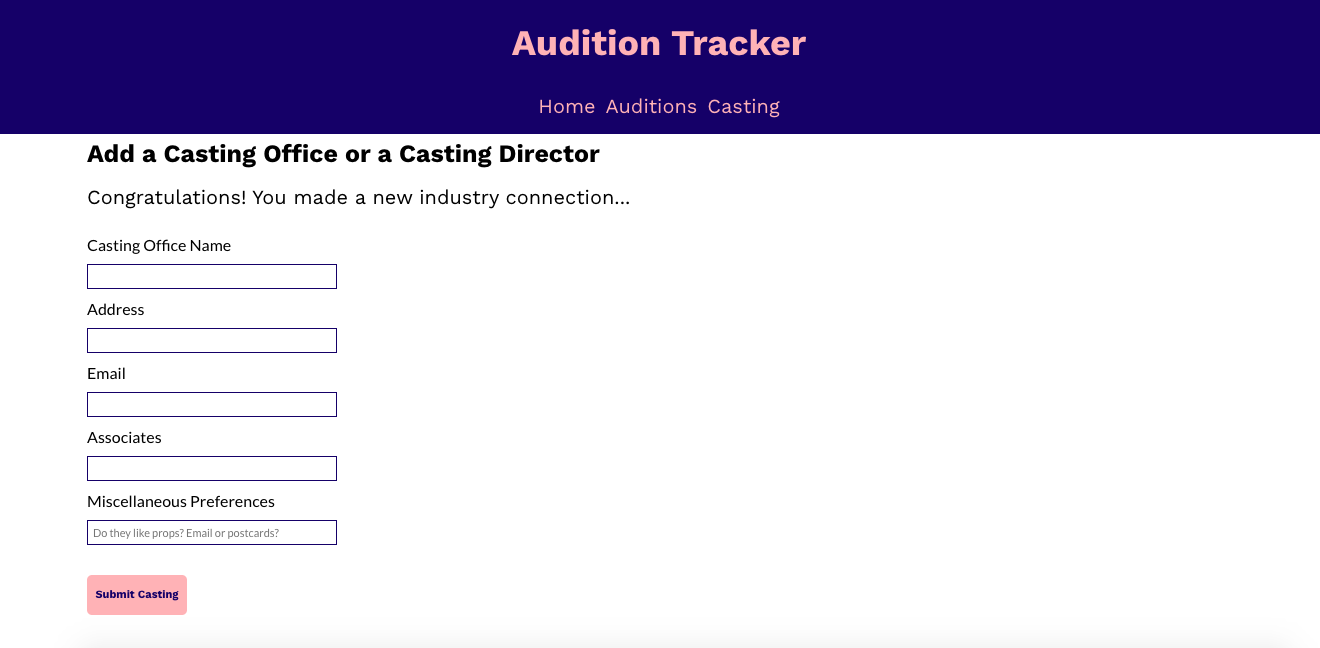 Audition Tracker
Home Auditions Casting
Add a Casting Office or a Casting Director
Congratulations! You made a new industry connection...
Casting Office Name
Address
Email
Associates
Miscellaneous Preferences
Do they like props? Email or postcards?
Submit Casting